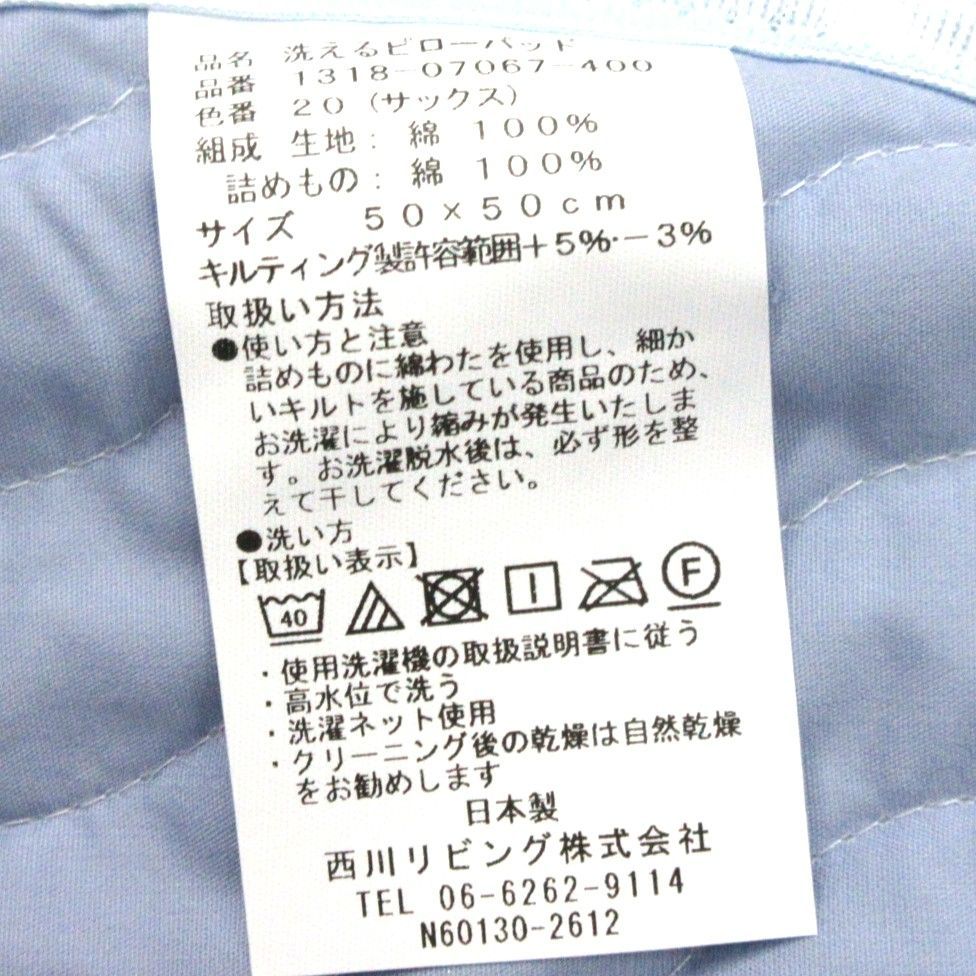 品名 洗えるピローパッド
品番 1318-07067-400
色番 20 (サックス)
組成 生地: 綿 100%
詰めもの: 綿 100%
サイズ 50×50cm
キルティング製許容範囲+5%·-3%
取扱い方法
●使い方と注意
詰めものに綿わたを使用し、細か
いキルトを施している商品のため、
お洗濯により縮みが発生いたしま
す。お洗濯脱水後は、必ず形を整
えて干してください。
●洗い方
【取扱い表示】
40 F
・使用洗濯機の取扱説明書に従う
・高水位で洗う
・洗濯ネット使用
・クリーニング後の乾燥は自然乾燥
をお勧めします
日本製
西川リビング株式会社
TEL 06-6262-9114
N60130-2612